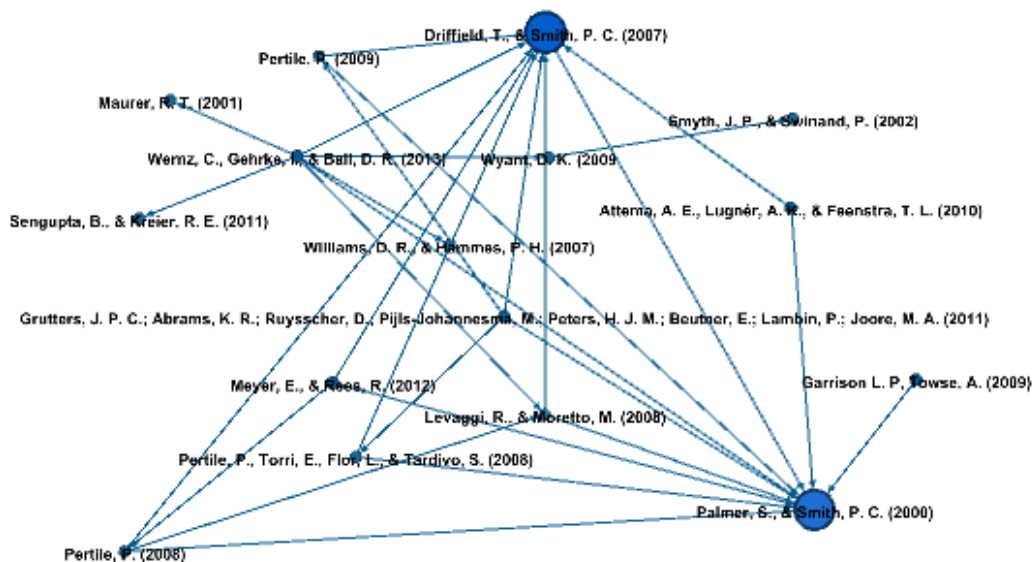 Driffield, T., & Smith, P. C. (2007)
Pertile, P. (2009)
Maurer, R. T. (2001)
Smyth, J. P., & Swinand, P. (2002)
Wernz, C., Gehrke, I., & Ball, D. R. (2013)
Wyant, D. K. (2009
Sengupta, B., & Kreier, R. E. (2011)
Attema, A. E., Lugnér, A. K., & Feenstra, T. L. (2010)
Williams, D. R., & Hammes, P. H. (2007)
Grutters, J. P. C.; Abrams, K. R.; Ruysscher, D.; Pijls-Johannesma, M.; Peters, H. J. M.; Beutner, E.; Lambin, P.; Joore, M. A. (2011)
Meyer, E., & Rees, R. (2012)
Garrison L. P, Towse. A. (2009)
Levaggi, R., & Moretto, M. (2008)
Pertile, P., Torri, E., Flor, L., & Tardivo, S. (2008)
Palmer, S., & Smith, P. C. (2000)
Pertile, P. (2008)